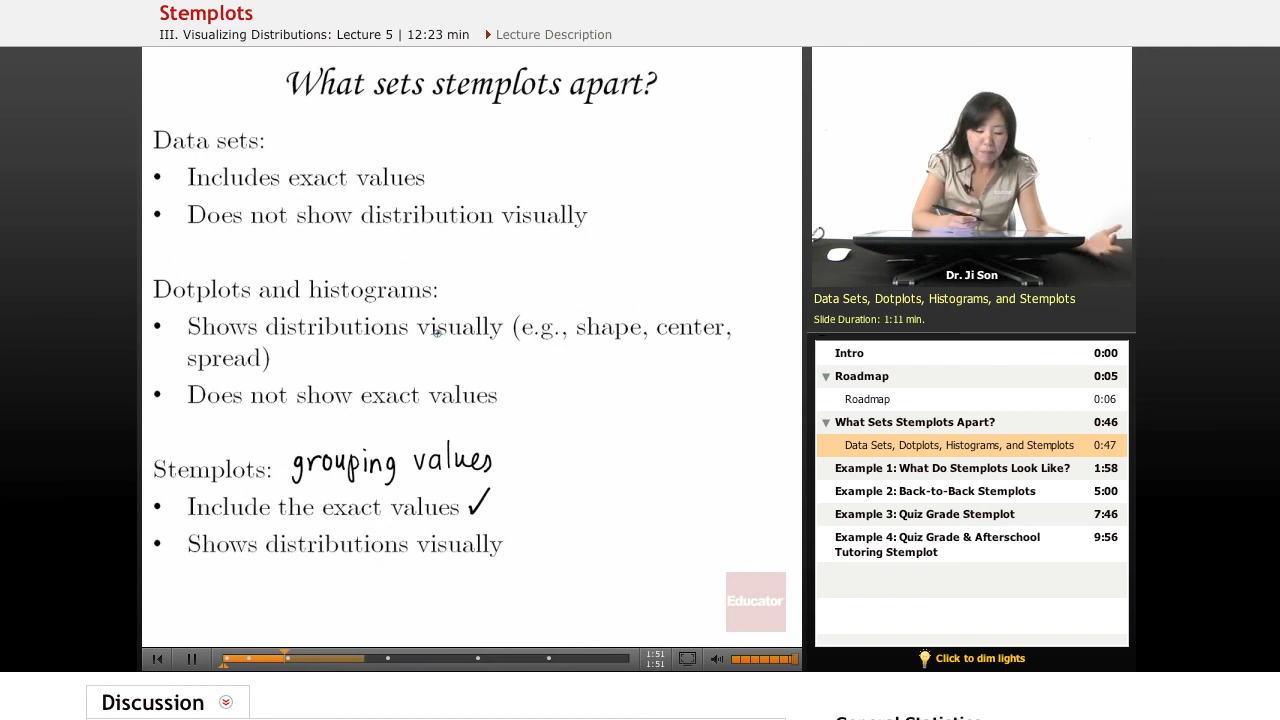 Stemplots
III. Visualizing Distributions: Lecture 5 | 12:23 min
Lecture Description
What sets stemplots apart?
Data sets:
• Includes exact values
• Does not show distribution visually
Dotplots and histograms:
• Shows distributions visually (e.g., shape, center,
spread)
• Does not show exact values
Stemplots: grouping values
• Include the exact values ✓
• Shows distributions visually
Educator
1:51
1:51
Dr. Ji Son
Data Sets, Dotplots, Histograms, and Stemplots
Slide Duration: 1:11 min.
Intro 0:00
Roadmap 0:05
Roadmap 0:06
What Sets Stemplots Apart? 0:46
Data Sets, Dotplots, Histograms, and Stemplots 0:47
Example 1: What Do Stemplots Look Like? 1:58
Example 2: Back-to-Back Stemplots 5:00
Example 3: Quiz Grade Stemplot 7:46
Example 4: Quiz Grade & Afterschool 9:56
Tutoring Stemplot
Click to dim lights
Discussion
General Statistics